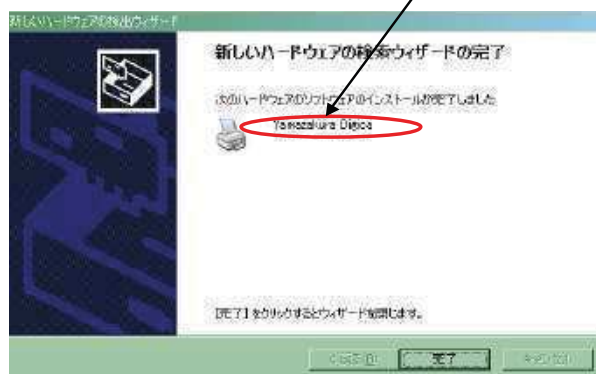 新しいハードウェアの検出ウィザード
新しいハードウェアの検索ウィザードの完了
次のハードウェアのソフトウェアのインストールが完了しました
Yamazakura Digica
[完了] をクリックするとウィザードを閉じます。
完了